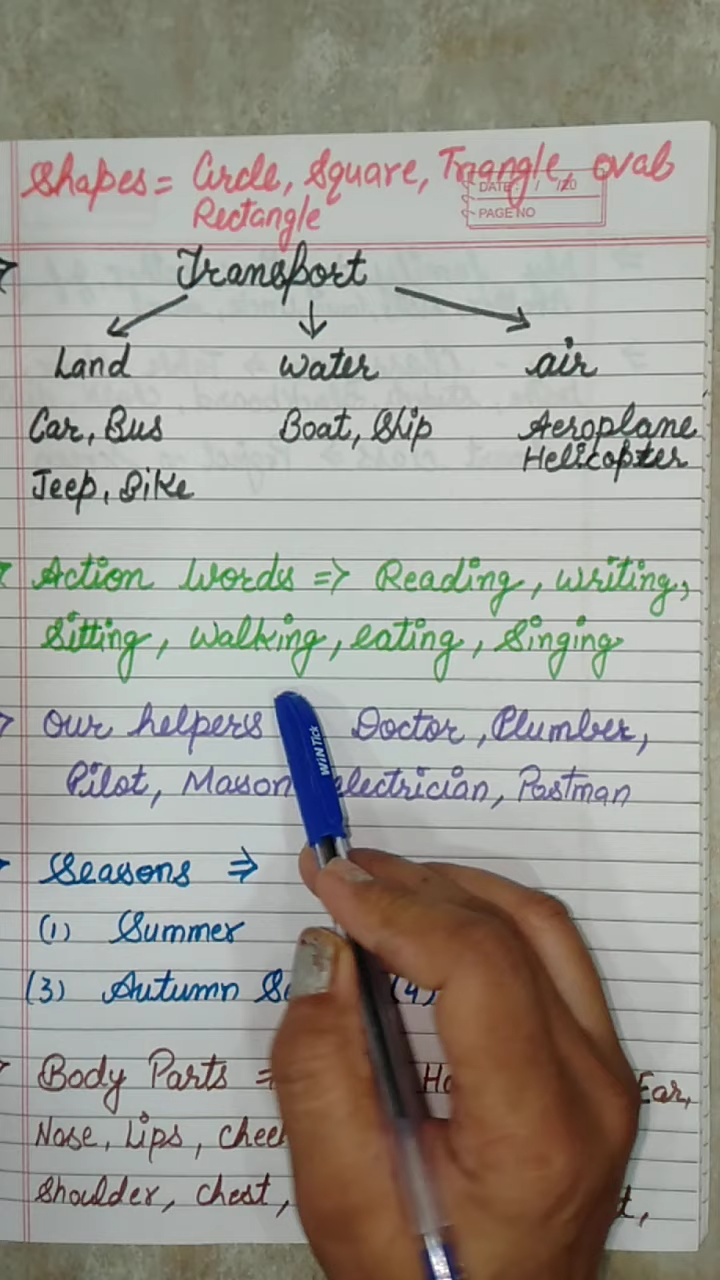 Shapes = Circle, Square, Triangle, oval
Rectangle
DATE: / /20
PAGE NO
Transport
Land Water air
Car, Bus Boat, Ship Aeroplane
Helicopter
Jeep, Bike
Action Words => Reading, writing,
Sitting, walking, eating, Singing
Our helpers Doctor, Plumber,
WiNTick
Pilot, Mason electrician, Postman
Seasons =>
(1) Summer
(3) Autumn (4)
Body Parts = Ear,
Nose, Lips,
Shoulder, chest,